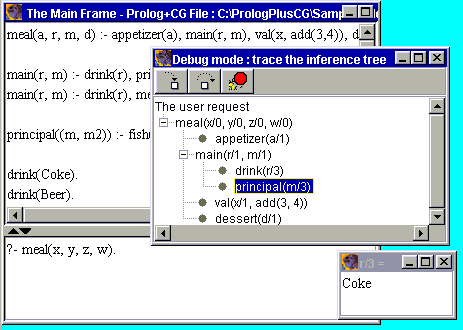 The Main Frame - Prolog+CG File : C:\PrologPlusCG\Sam
meal(a, r, m, d) :- appetizer(a), main(r, m), val(x, add(3,4)), d
main(r, m) :- drink(r), pri
main(r, m) :- drink(r), me
principal((m, m2)) :- fish
drink(Coke).
drink(Beer).
?- meal(x, y, z, w).
Debug mode : trace the inference tree
The user request
meal(x/0, y/0, z/0, w/0)
appetizer(a/1)
main(r/1, m/1)
drink(r/3)
principal(m/3)
val(x/1, add(3, 4))
dessert(d/1)
r/3 =
Coke